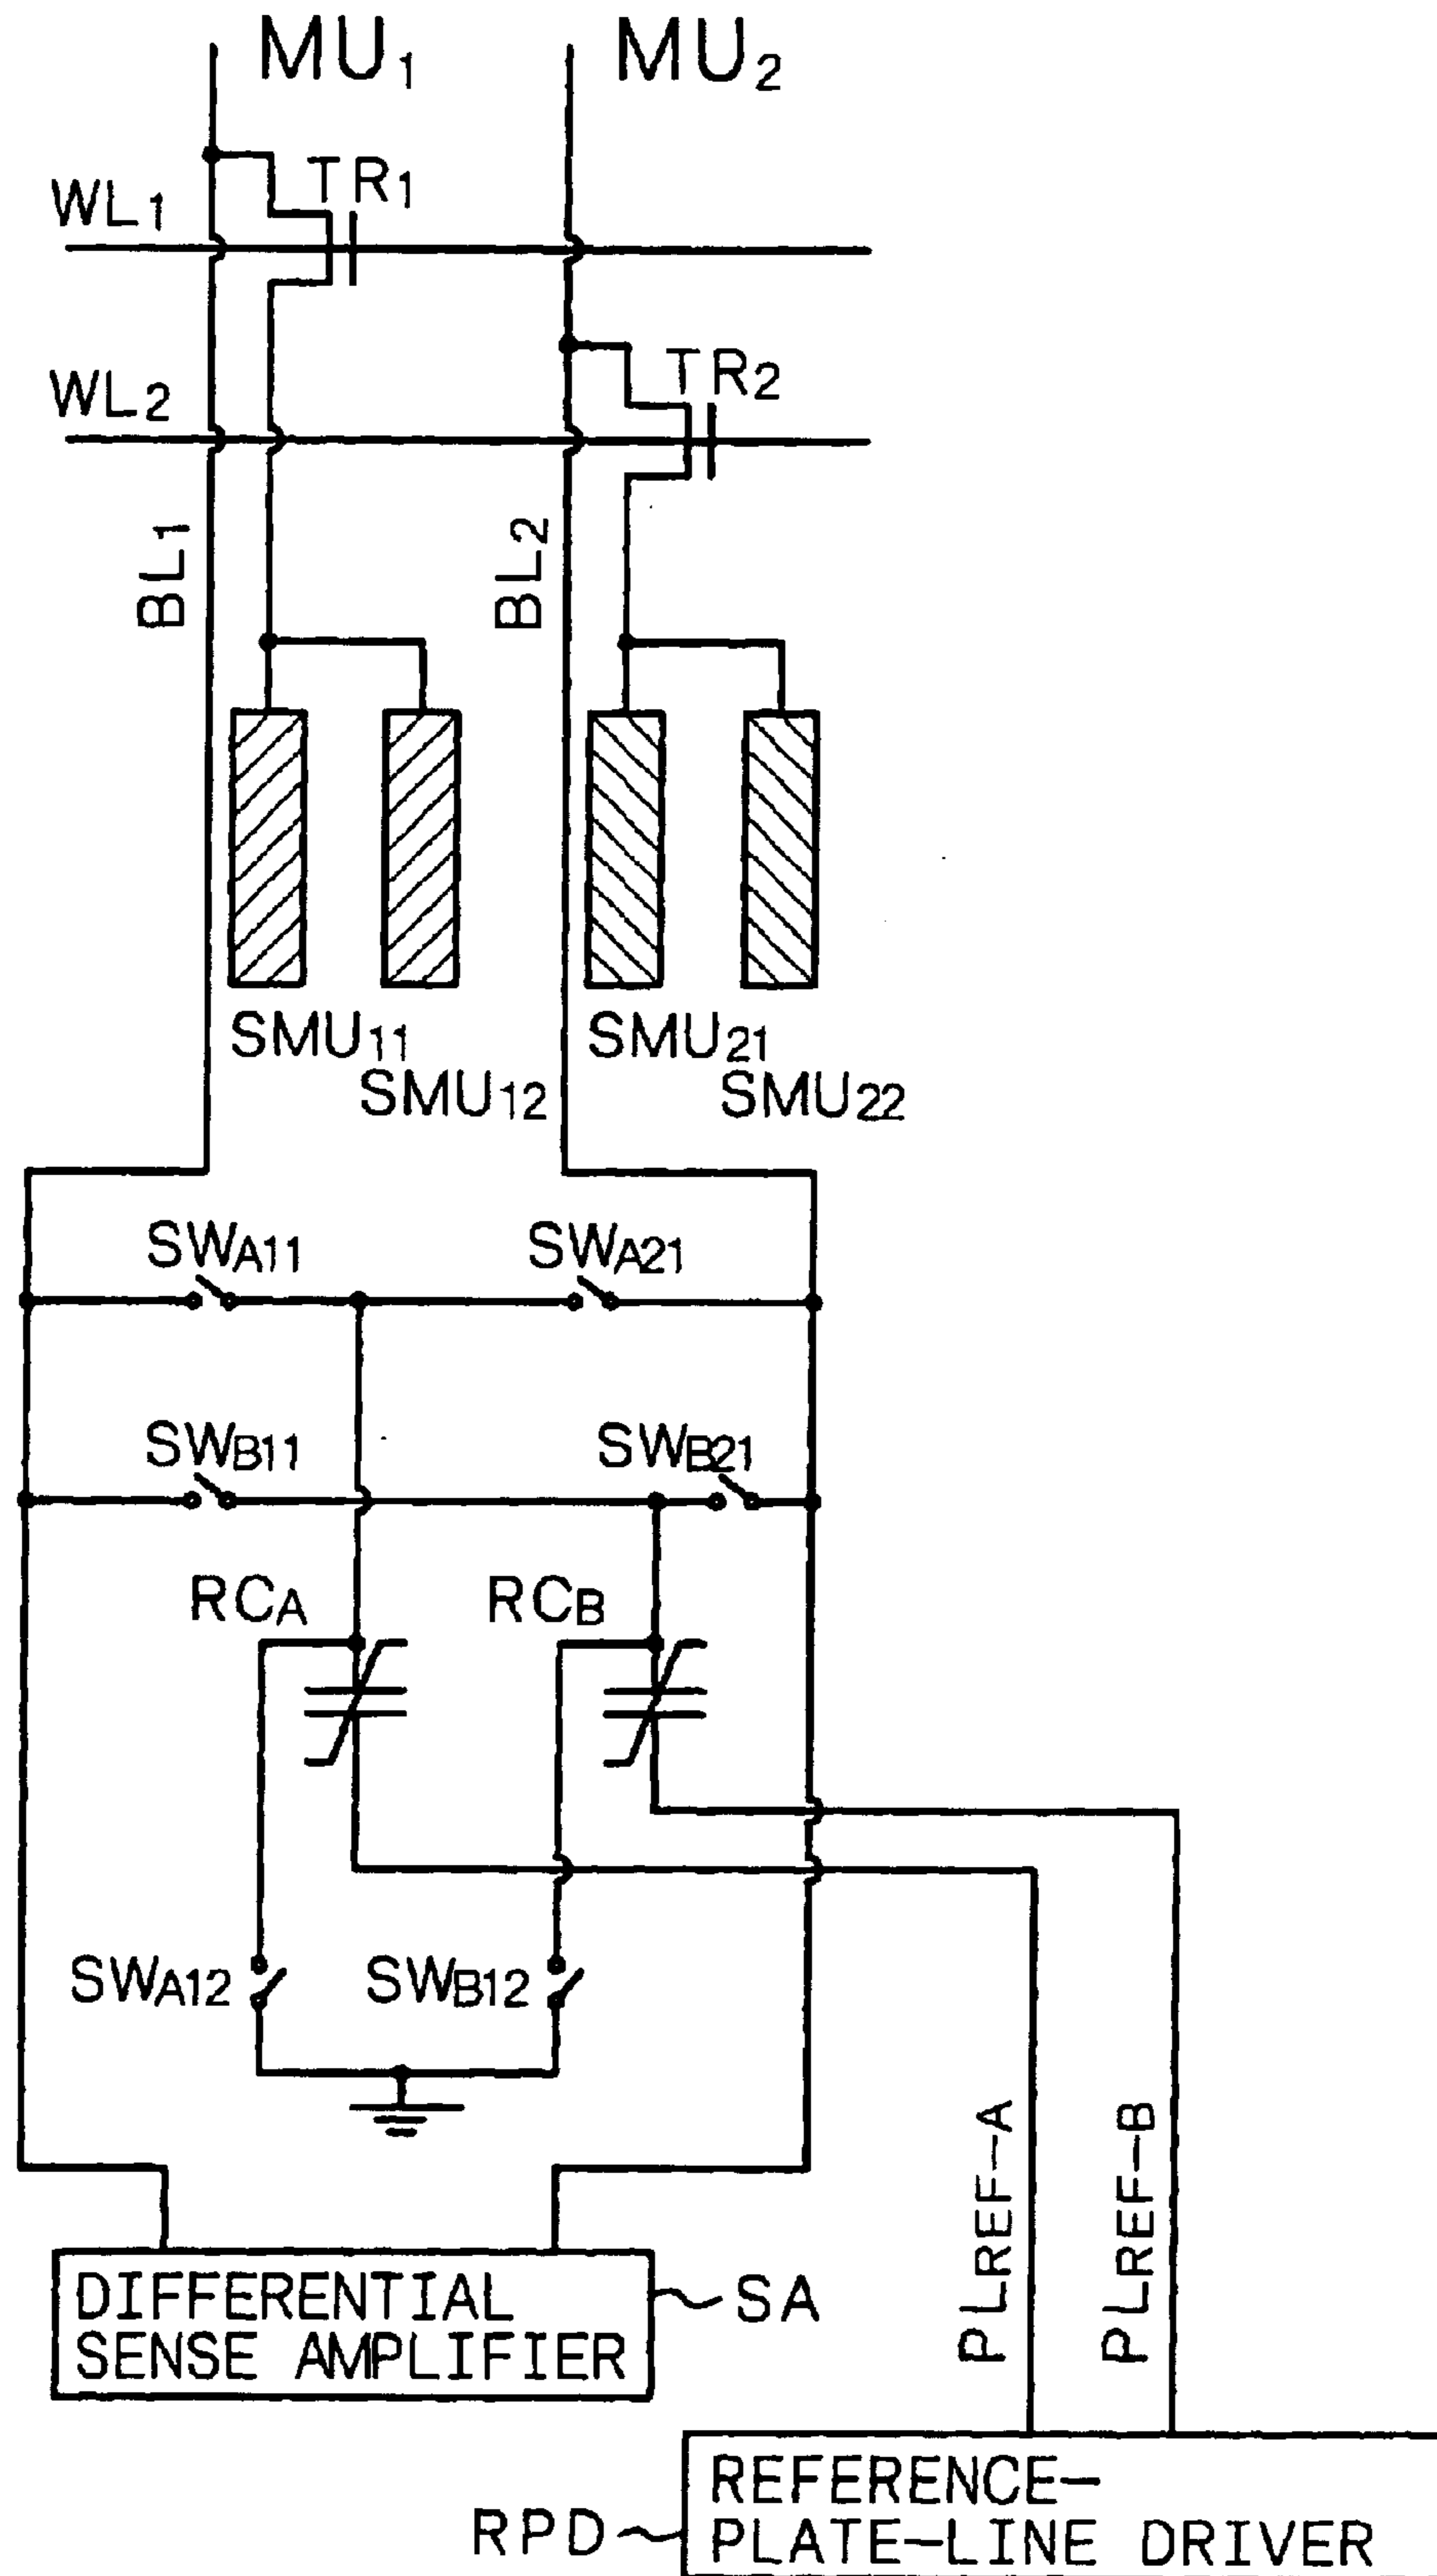 MU1
MU2
TR1
WL1
TR2
WL2
BL1
BL2
SMU11
SMU21
SMU12
SMU22
SWA11
SWA21
SWB11
SWB21
RCA
RCB
SWA12
SWB12
PLREF-A
PLREF-B
DIFFERENTIAL
SENSE AMPLIFIER
SA
REFERENCE-
PLATE-LINE DRIVER
RPD